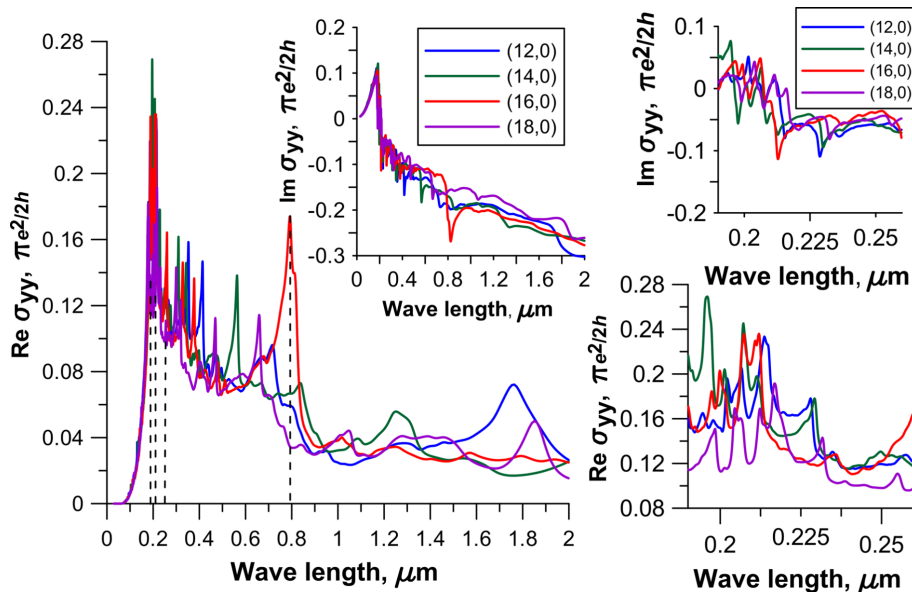 Re σyy, πe²/2h
0.28
0.24
0.2
0.16
0.12
0.08
0.04
0
0 0.2 0.4 0.6 0.8 1 1.2 1.4 1.6 1.8 2
Wave length, μm
Im σyy, πe²/2h
0.2
0.1
0
-0.1
-0.2
-0.3
0 0.4 0.8 1.2 1.6 2
Wave length, μm
(12,0)
(14,0)
(16,0)
(18,0)
Im σyy, πe²/2h
0.1
0
-0.1
-0.2
0.2 0.225 0.25
Wave length, μm
(12,0)
(14,0)
(16,0)
(18,0)
Re σyy, πe²/2h
0.28
0.24
0.2
0.16
0.12
0.08
0.2 0.225 0.25
Wave length, μm